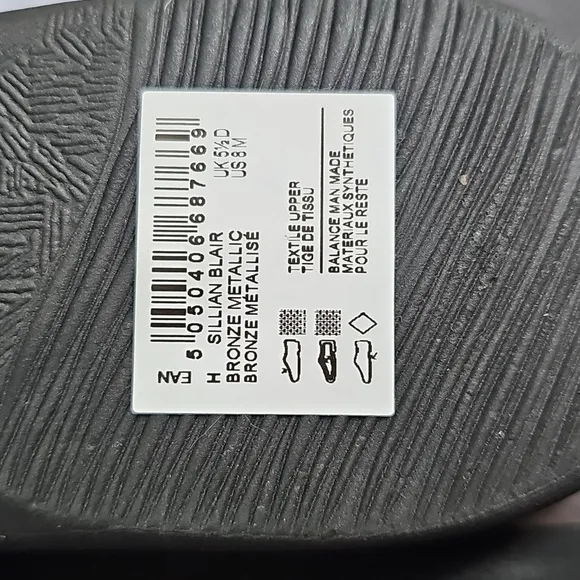 EAN
5 050406 687669
H SILLIAN BLAIR
UK 5½ D
BRONZE METALLIC
US 8 M
BRONZE MÉTALLISÉ
TEXTILE UPPER
TIGE DE TISSU
BALANCE MAN MADE
MATERIAUX SYNTHÉTIQUES
POUR LE RESTE